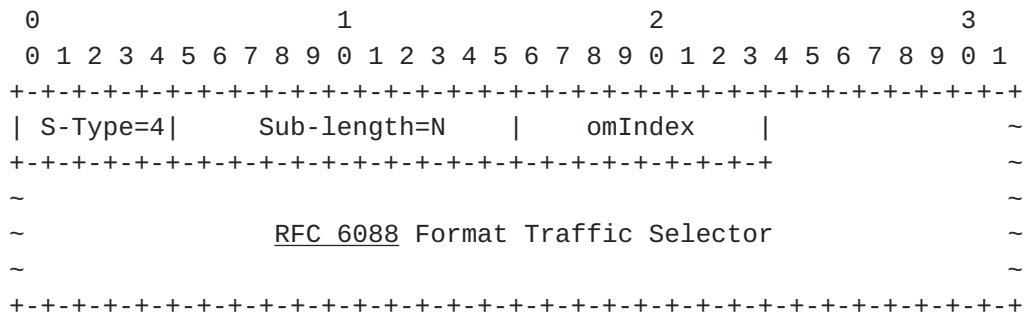 0                   1                   2                   3
 0 1 2 3 4 5 6 7 8 9 0 1 2 3 4 5 6 7 8 9 0 1 2 3 4 5 6 7 8 9 0 1
+-+-+-+-+-+-+-+-+-+-+-+-+-+-+-+-+-+-+-+-+-+-+-+-+-+-+-+-+-+-+-+-+
| S-Type=4|     Sub-length=N    |    omIndex    |               ~
+-+-+-+-+-+-+-+-+-+-+-+-+-+-+-+-+-+-+-+-+-+-+-+-+               ~
~                                                               ~
~                RFC 6088 Format Traffic Selector               ~
~                                                               ~
+-+-+-+-+-+-+-+-+-+-+-+-+-+-+-+-+-+-+-+-+-+-+-+-+-+-+-+-+-+-+-+-+